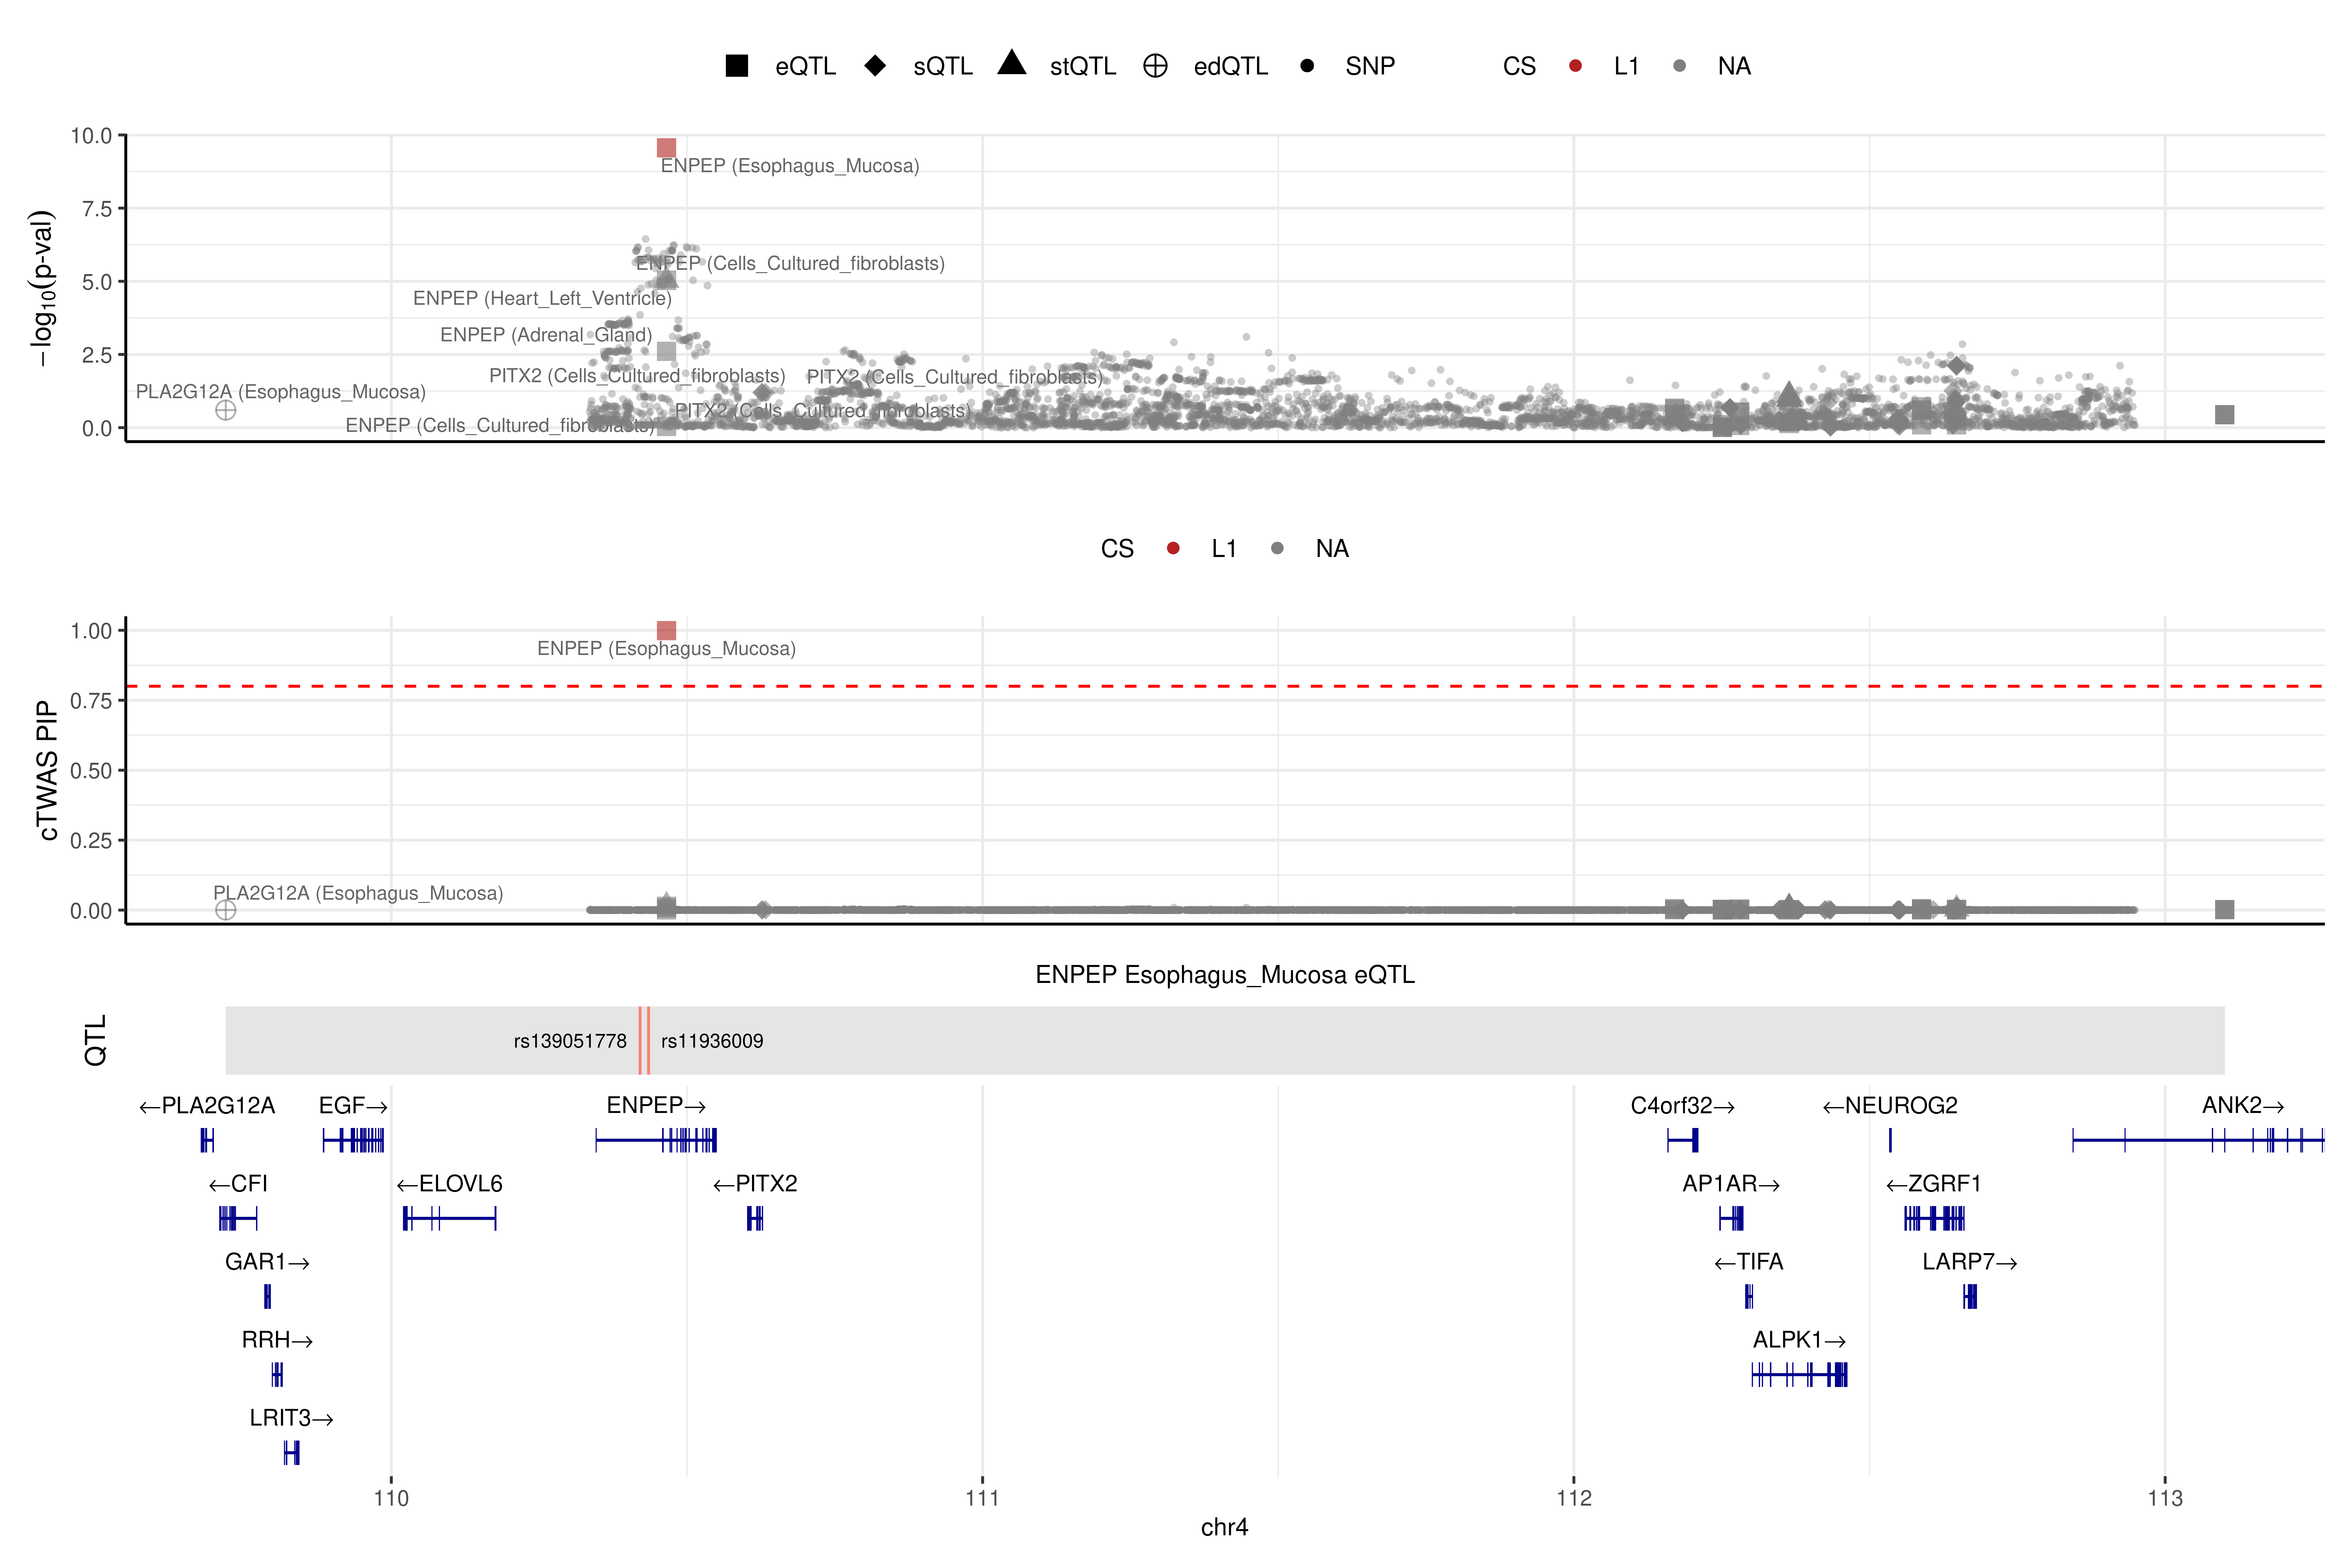 eQTL sQTL stQTL edQTL SNP CS L1 NA
−log10(p-val)
10.0
7.5
5.0
2.5
0.0
ENPEP (Esophagus_Mucosa)
ENPEP (Cells_Cultured_fibroblasts)
ENPEP (Heart_Left_Ventricle)
ENPEP (Adrenal_Gland)
PITX2 (Cells_Cultured_fibroblasts) PITX2 (Cells_Cultured_fibroblasts)
PLA2G12A (Esophagus_Mucosa)
PITX2 (Cells_Cultured_fibroblasts)
ENPEP (Cells_Cultured_fibroblasts)
CS L1 NA
cTWAS PIP
1.00
0.75
0.50
0.25
0.00
ENPEP (Esophagus_Mucosa)
PLA2G12A (Esophagus_Mucosa)
ENPEP Esophagus_Mucosa eQTL
QTL
rs139051778 rs11936009
←PLA2G12A EGF→ ENPEP→ C4orf32→ ←NEUROG2 ANK2→
←CFI ←ELOVL6 ←PITX2 AP1AR→ ←ZGRF1
GAR1→ ←TIFA LARP7→
RRH→ ALPK1→
LRIT3→
110 111 112 113
chr4